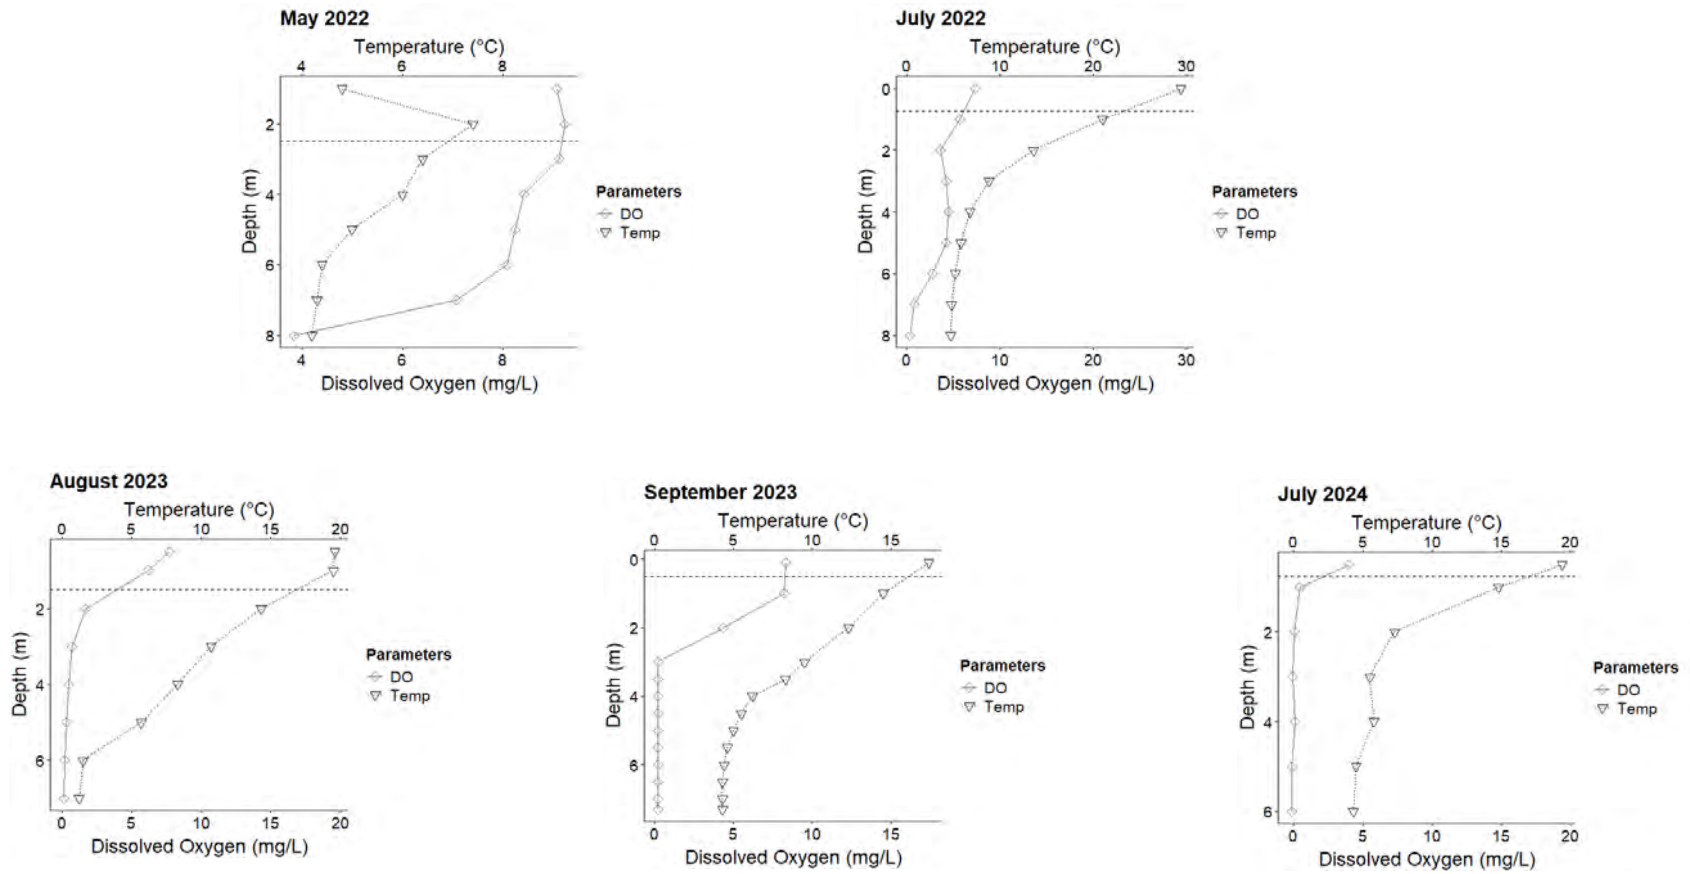 May 2022
Temperature (°C)
4 6 8
2
4
6
8
Depth (m)
4 6 8
Dissolved Oxygen (mg/L)
Parameters
DO
Temp
July 2022
Temperature (°C)
0 10 20 30
0
2
4
6
8
Depth (m)
0 10 20 30
Dissolved Oxygen (mg/L)
Parameters
DO
Temp
August 2023
Temperature (°C)
0 5 10 15 20
2
4
6
Depth (m)
0 5 10 15 20
Dissolved Oxygen (mg/L)
Parameters
DO
Temp
September 2023
Temperature (°C)
0 5 10 15
0
2
4
6
Depth (m)
0 5 10 15
Dissolved Oxygen (mg/L)
Parameters
DO
Temp
July 2024
Temperature (°C)
0 5 10 15 20
2
4
6
Depth (m)
0 5 10 15 20
Dissolved Oxygen (mg/L)
Parameters
DO
Temp